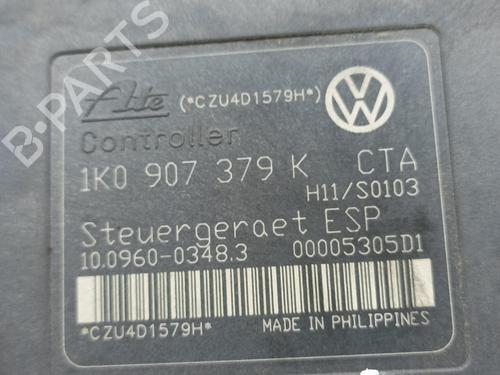 B-PARTS
Ate (*CZU4D1579H*)
Controller
1K0 907 379 K CTA
H11/S0103
Steuergeraet ESP
10.0960-0348.3 00005305D1
*CZU4D1579H* MADE IN PHILIPPINES